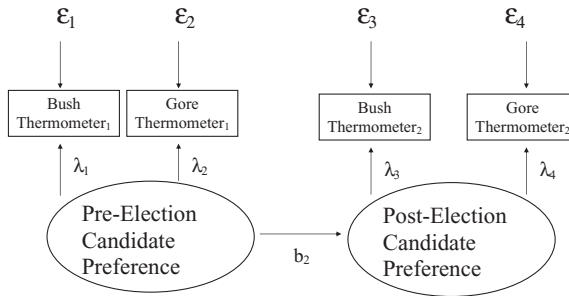 ε₁ ε₂ ε₃ ε₄
Bush
Thermometer₁
Gore
Thermometer₁
Bush
Thermometer₂
Gore
Thermometer₂
λ₁ λ₂ λ₃ λ₄
Pre-Election
Candidate
Preference
b₂
Post-Election
Candidate
Preference